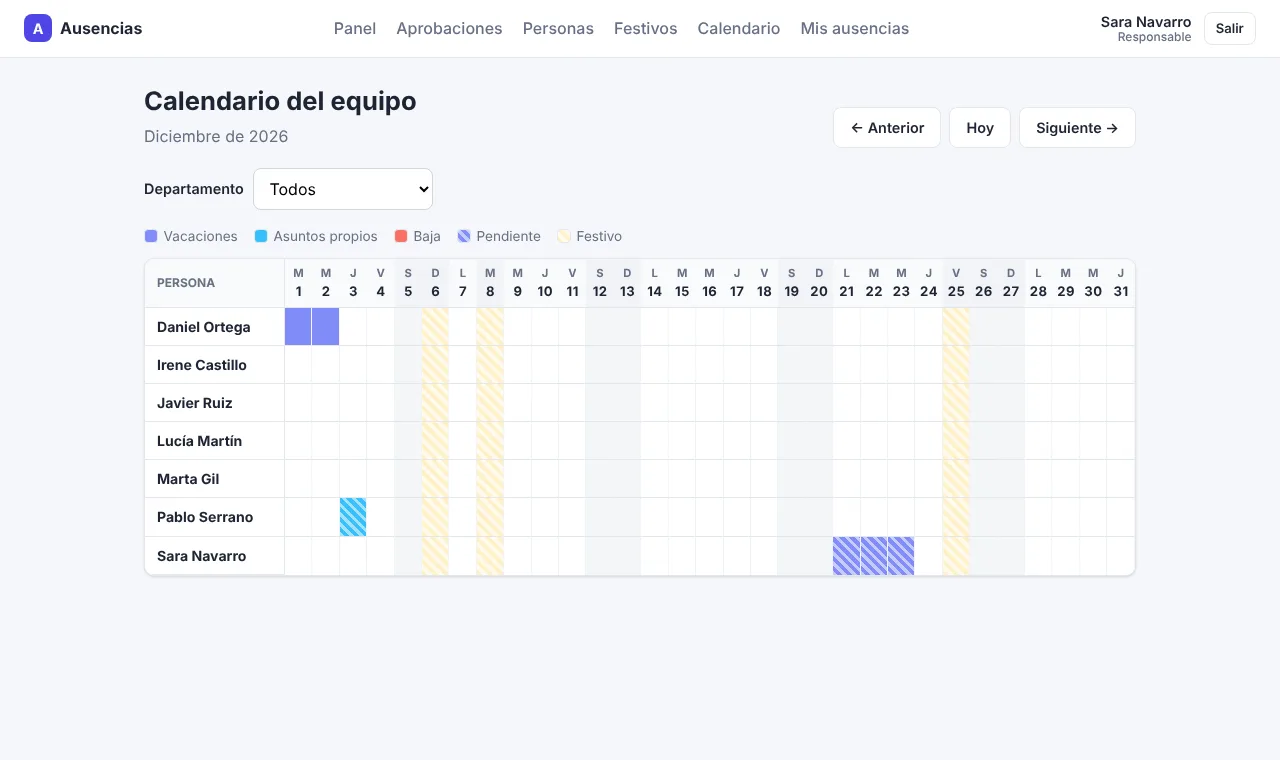 A Ausencias
Panel Aprobaciones Personas Festivos Calendario Mis ausencias
Sara Navarro
Responsable
Salir
Calendario del equipo
Diciembre de 2026
← Anterior Hoy Siguiente →
Departamento Todos
Vacaciones Asuntos propios Baja Pendiente Festivo
PERSONA
M M J V S D L M M J V S D L M M J V S D L M M J V S D L M M J
1 2 3 4 5 6 7 8 9 10 11 12 13 14 15 16 17 18 19 20 21 22 23 24 25 26 27 28 29 30 31
Daniel Ortega
Irene Castillo
Javier Ruiz
Lucía Martín
Marta Gil
Pablo Serrano
Sara Navarro